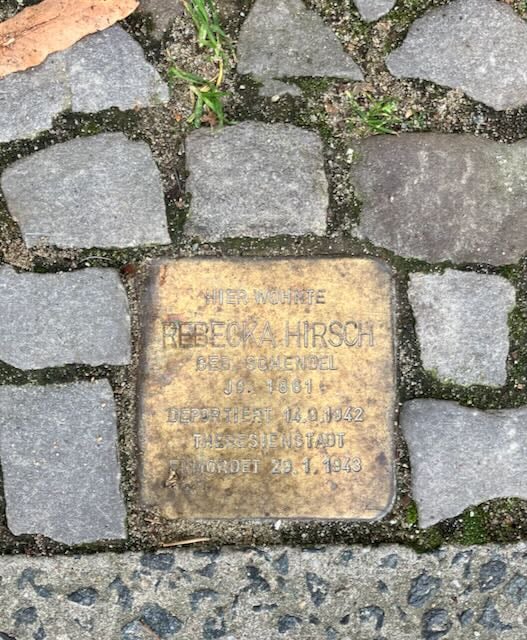 HIER WOHNTE
REBECKA HIRSCH
GEB. SCHENDEL
JG. 1861
DEPORTIERT 14.9.1942
THERESIENSTADT
ERMORDET 29.1.1943